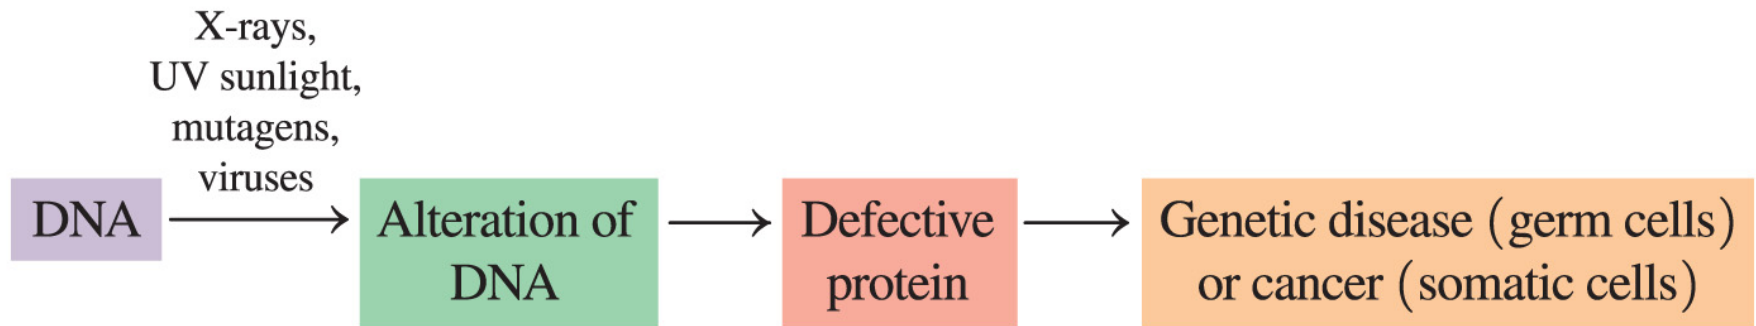 X-rays,
UV sunlight,
mutagens,
viruses
DNA
Alteration of
DNA
Defective
protein
Genetic disease (germ cells)
or cancer (somatic cells)